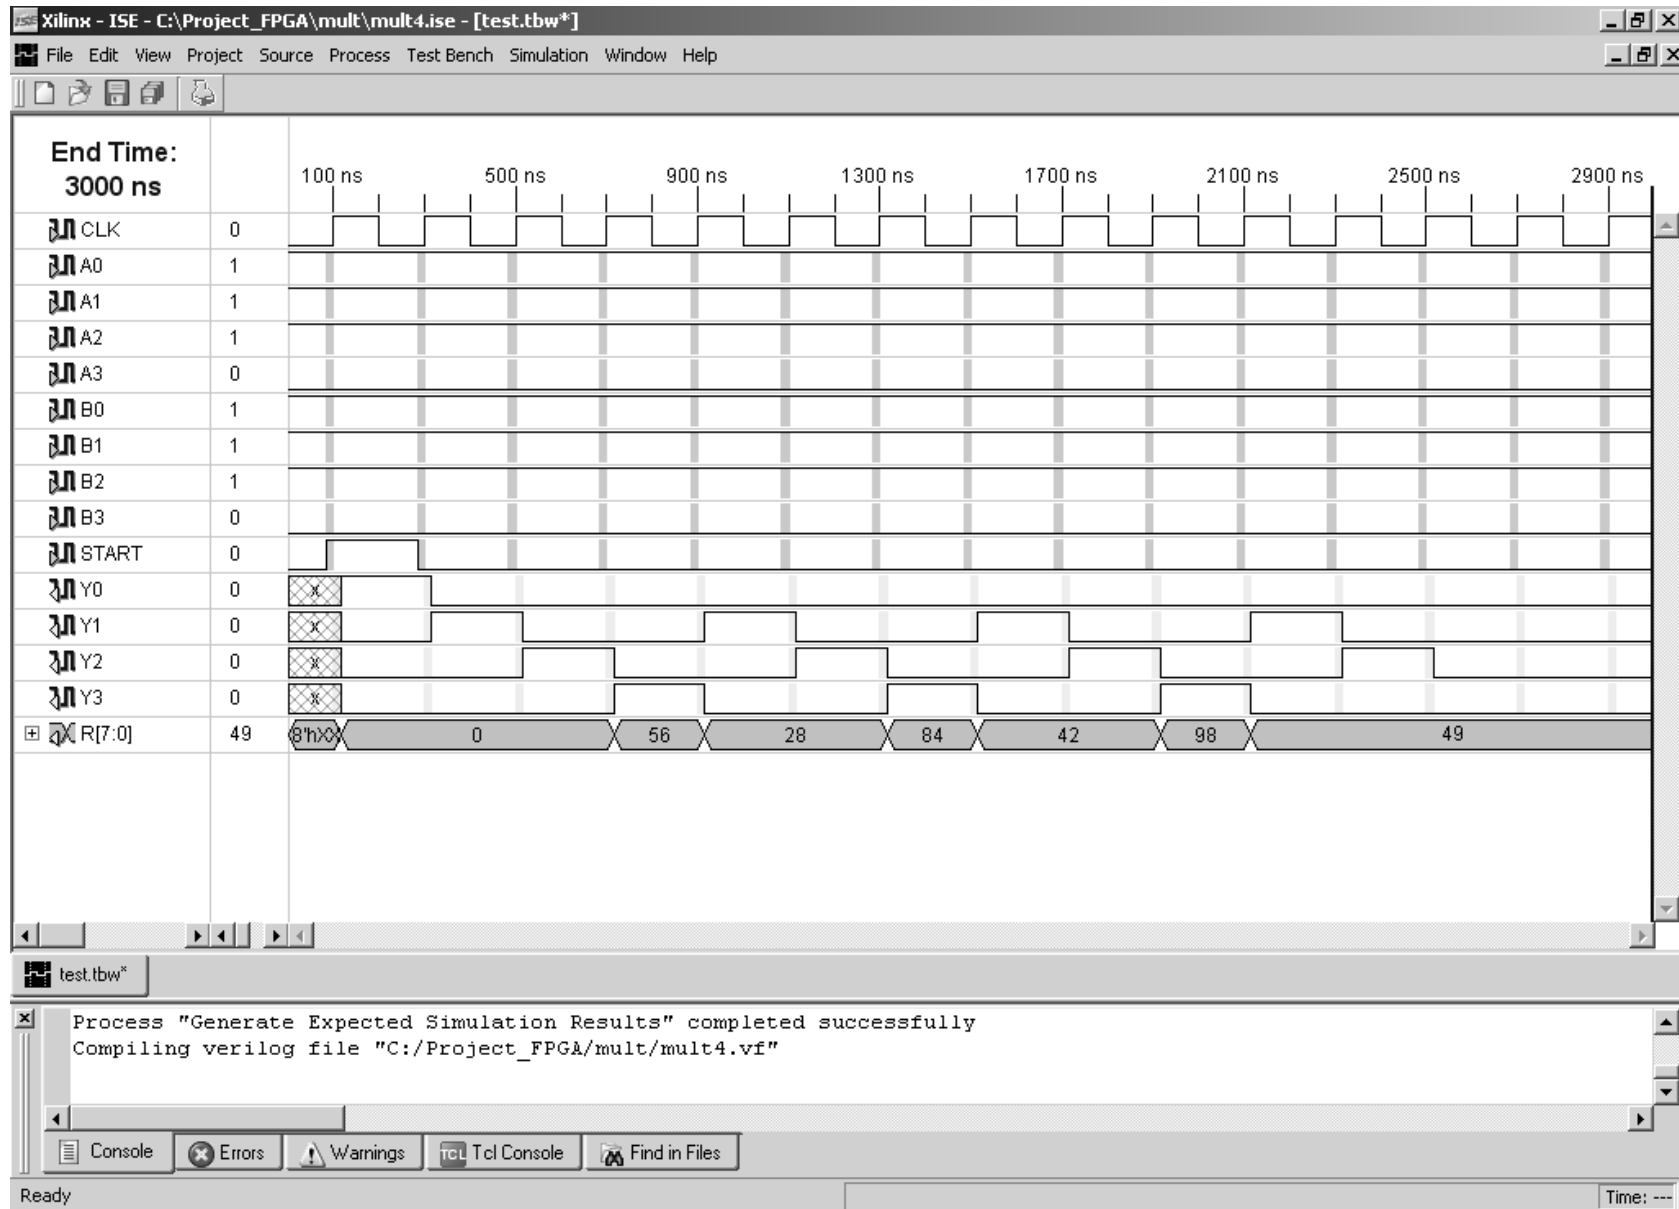 Xilinx - ISE - C:\Project_FPGA\mult\mult4.ise - [test.tbw*]
File Edit View Project Source Process Test Bench Simulation Window Help
End Time:
3000 ns
100 ns 500 ns 900 ns 1300 ns 1700 ns 2100 ns 2500 ns 2900 ns
CLK 0
A0 1
A1 1
A2 1
A3 0
B0 1
B1 1
B2 1
B3 0
START 0
Y0 0 X
Y1 0 X
Y2 0 X
Y3 0 X
R[7:0] 49 8'hXX 0 56 28 84 42 98 49
test.tbw*
Process "Generate Expected Simulation Results" completed successfully
Compiling verilog file "C:/Project_FPGA/mult/mult4.vf"
Console Errors Warnings TCL Tcl Console Find in Files
Ready Time: ---